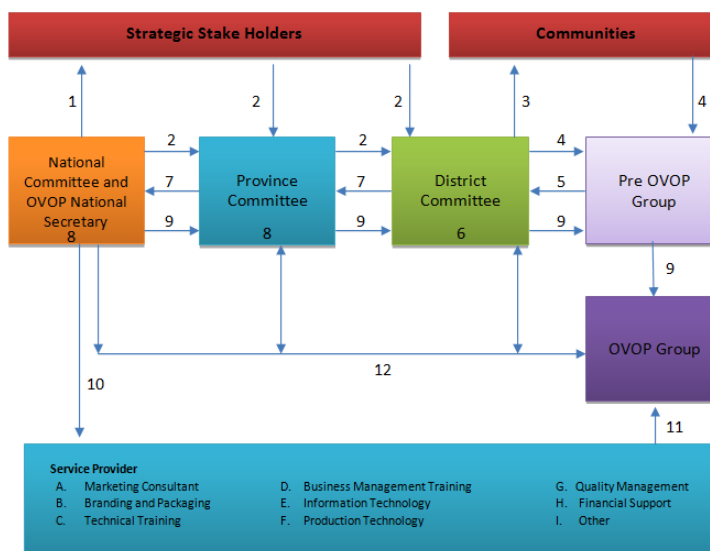 Strategic Stake Holders
Communities
1
2
2
3
4
National
Committee and
OVOP National
Secretary
8
2
7
9
Province
Committee
8
2
7
9
District
Committee
6
4
5
9
Pre OVOP
Group
9
OVOP Group
12
10
11
Service Provider
A. Marketing Consultant
B. Branding and Packaging
C. Technical Training
D. Business Management Training
E. Information Technology
F. Production Technology
G. Quality Management
H. Financial Support
I. Other